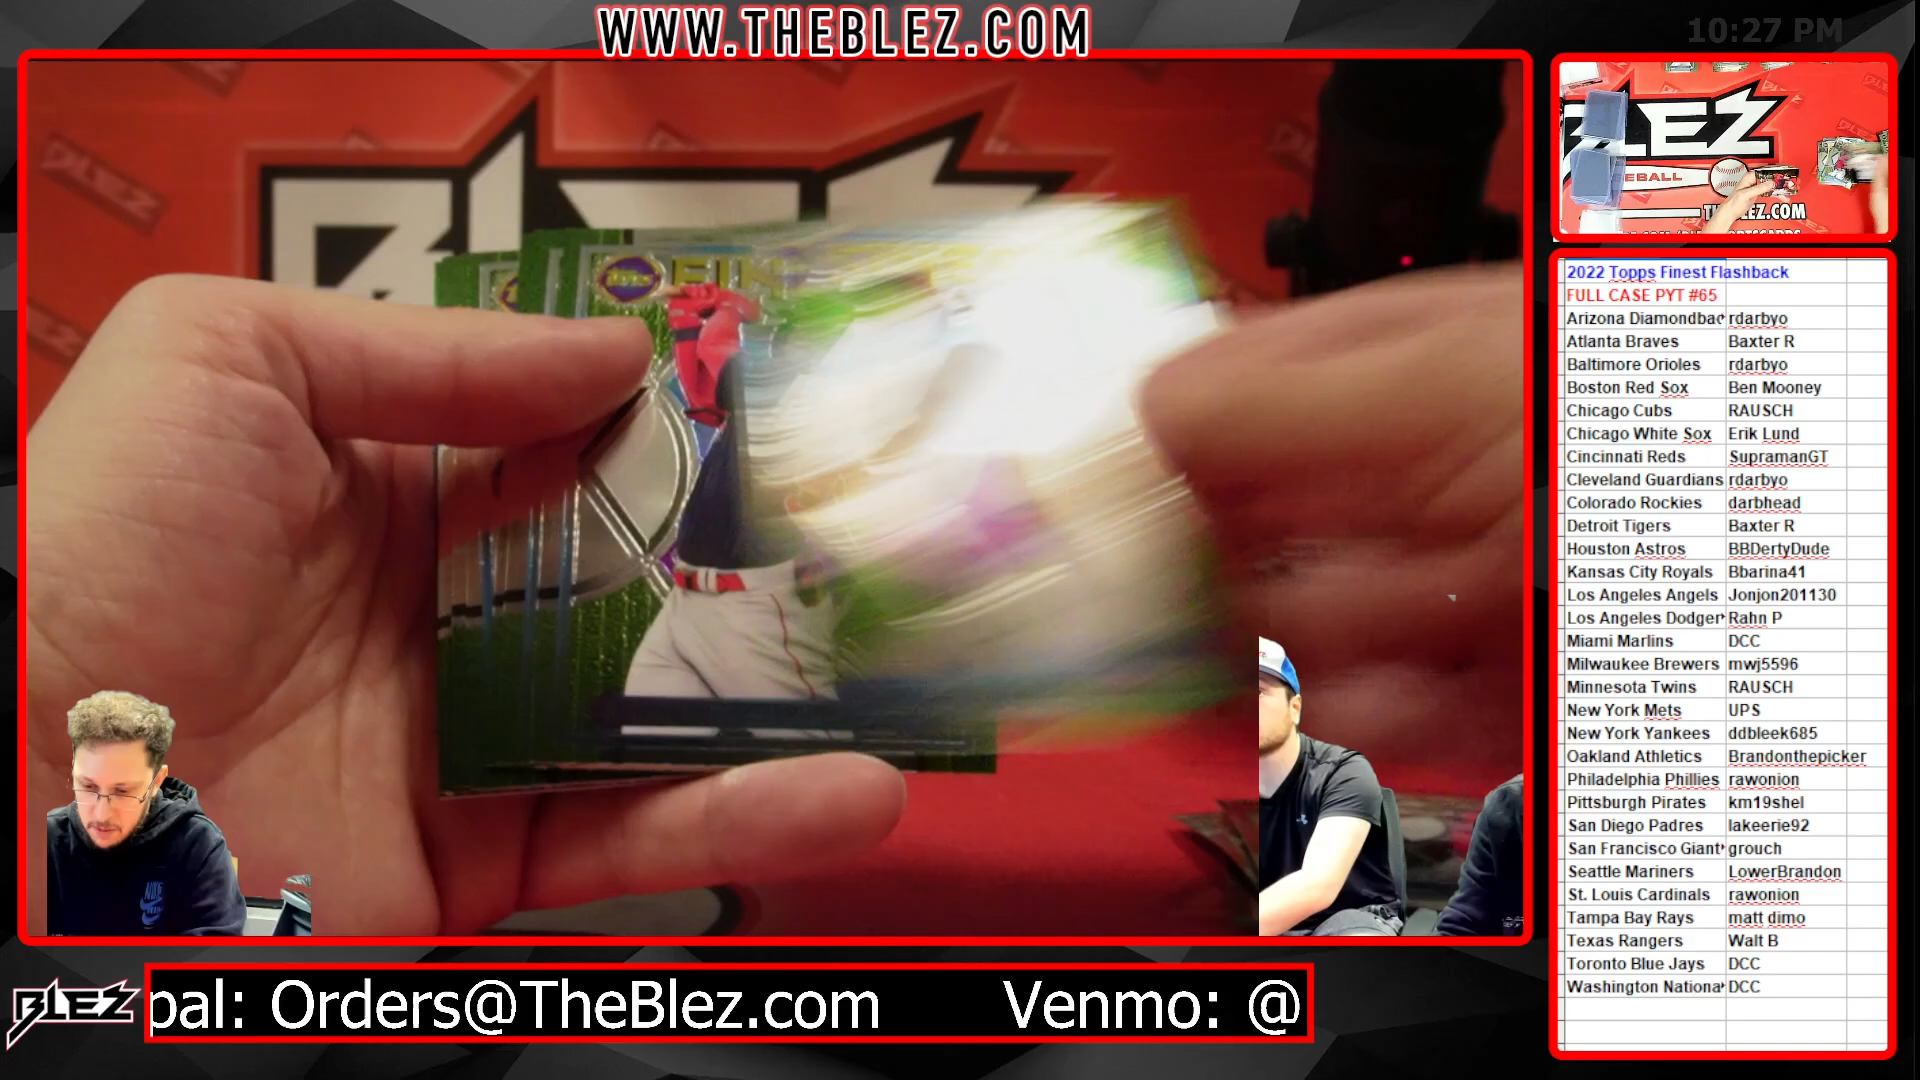 WWW.THEBLEZ.COM
10:27 PM
BLEZ
EBALL
2022 Topps Finest Flashback
FULL CASE PYT #65
Arizona Diamondbac rdarbyo
Atlanta Braves Baxter R
Baltimore Orioles rdarbyo
Boston Red Sox Ben Mooney
Chicago Cubs RAUSCH
Chicago White Sox Erik Lund
Cincinnati Reds SupramanGT
Cleveland Guardians rdarbyo
Colorado Rockies darbhead
Detroit Tigers Baxter R
Houston Astros BBDertyDude
Kansas City Royals Bbarina41
Los Angeles Angels Jonjon201130
Los Angeles Dodger Rahn P
Miami Marlins DCC
Milwaukee Brewers mwj5596
Minnesota Twins RAUSCH
New York Mets UPS
New York Yankees ddbleek685
Oakland Athletics Brandonthepicker
Philadelphia Phillies rawonion
Pittsburgh Pirates km19shel
San Diego Padres lakeerie92
San Francisco Giant grouch
Seattle Mariners LowerBrandon
St. Louis Cardinals rawonion
Tampa Bay Rays matt dimo
Texas Rangers Walt B
Toronto Blue Jays DCC
Washington Nationa DCC
BLEZ
pal: Orders@TheBlez.com Venmo: @